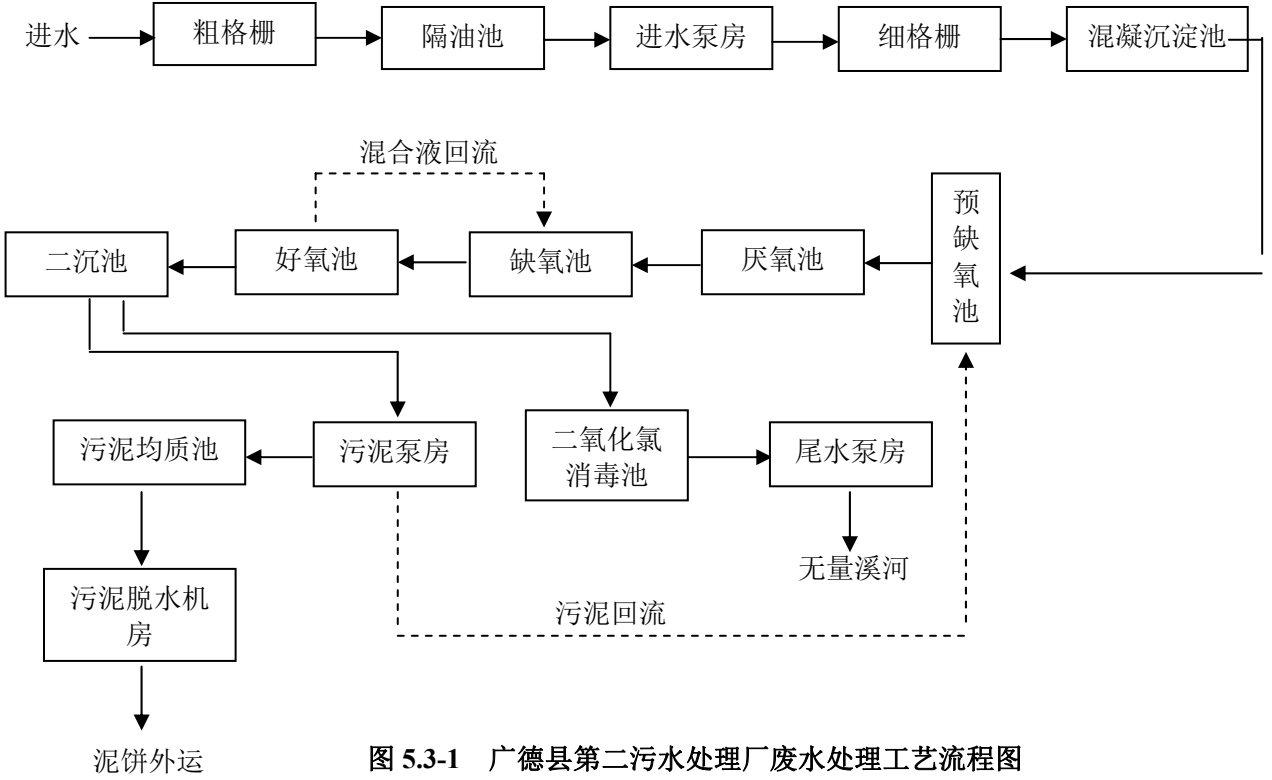 进水
粗格栅
隔油池
进水泵房
细格栅
混凝沉淀池
混合液回流
二沉池
好氧池
缺氧池
厌氧池
预
缺
氧
池
污泥均质池
污泥泵房
二氧化氯
消毒池
尾水泵房
无量溪河
污泥脱水机
房
污泥回流
泥饼外运
图 5.3-1 广德县第二污水处理厂废水处理工艺流程图